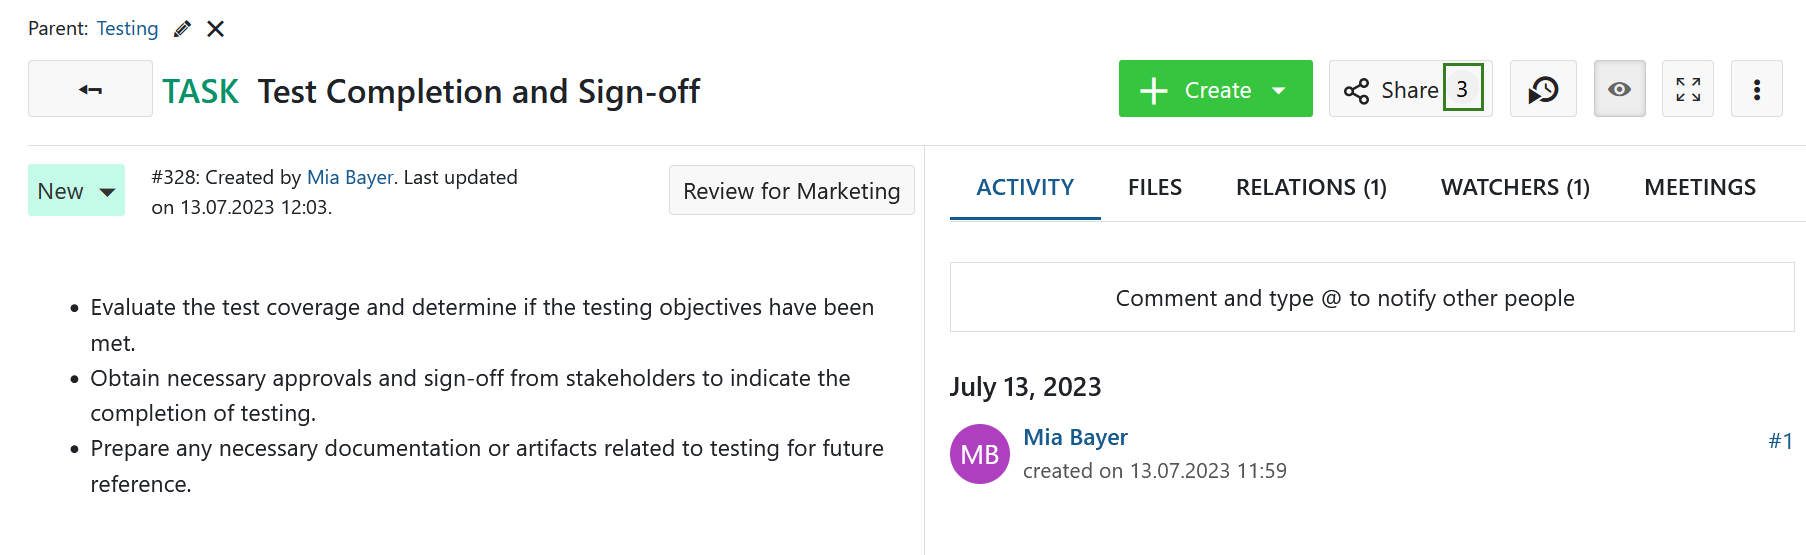 Parent: Testing
TASK Test Completion and Sign-off
Create
Share 3
New
#328: Created by Mia Bayer. Last updated
on 13.07.2023 12:03.
Review for Marketing
Evaluate the test coverage and determine if the testing objectives have been
met.
Obtain necessary approvals and sign-off from stakeholders to indicate the
completion of testing.
Prepare any necessary documentation or artifacts related to testing for future
reference.
ACTIVITY FILES RELATIONS (1) WATCHERS (1) MEETINGS
Comment and type @ to notify other people
July 13, 2023
MB
Mia Bayer
#1
created on 13.07.2023 11:59